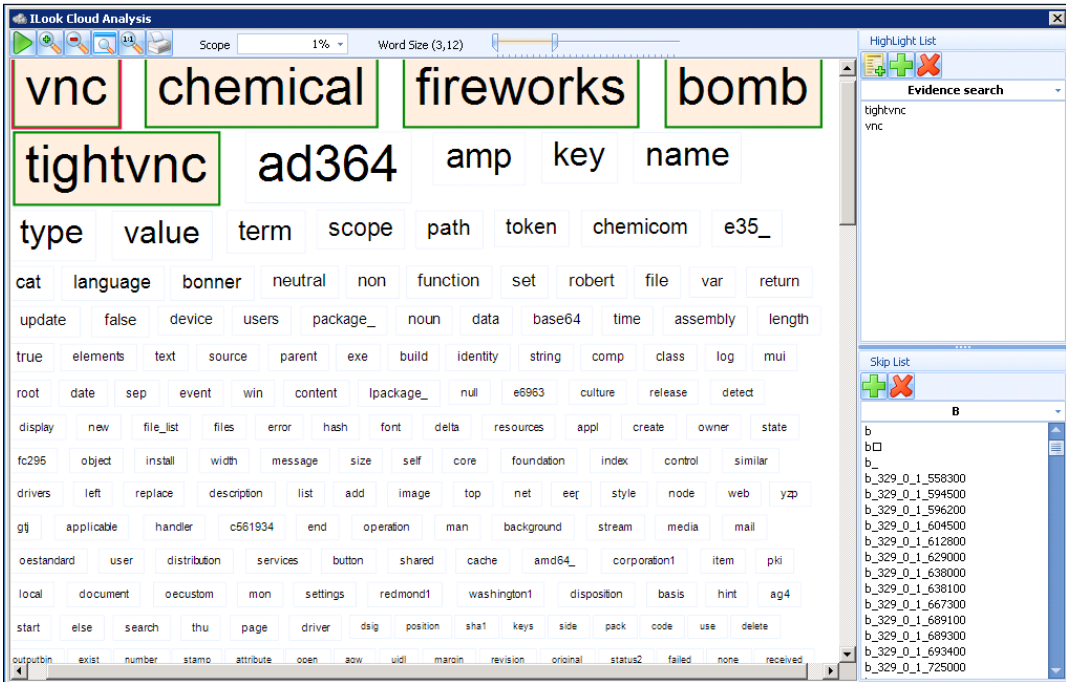 ILook Cloud Analysis
Scope 1% Word Size (3,12)
vnc chemical fireworks bomb
tightvnc ad364 amp key name
type value term scope path token chemicom e35_
cat language bonner neutral non function set robert file var return
update false device users package_ noun data base64 time assembly length
true elements text source parent exe build identity string comp class log mui
root date sep event win content lpackage_ null e6963 culture release detect
display new file_list files error hash font delta resources appl create owner state
fc295 object install width message size self core foundation index control similar
drivers left replace description list add image top net style node web yzp
gtj applicable handler c561934 end operation man background stream media mail
oestandard user distribution services button shared cache amd64_ corporation1 item pki
local document oecustom mon settings redmond1 washington1 disposition basis hint ag4
start else search thu page driver dsig position sha1 keys side pack code use delete
outputbin exist number stamp attribute open aqw uidl margin revision original status2 failed none received
HighLight List
Evidence search
tightvnc
vnc
Skip List
B
b
b□
b_
b_329_0_1_558300
b_329_0_1_594500
b_329_0_1_596200
b_329_0_1_604500
b_329_0_1_612800
b_329_0_1_629000
b_329_0_1_638000
b_329_0_1_638100
b_329_0_1_667300
b_329_0_1_689100
b_329_0_1_689300
b_329_0_1_693400
b_329_0_1_725000